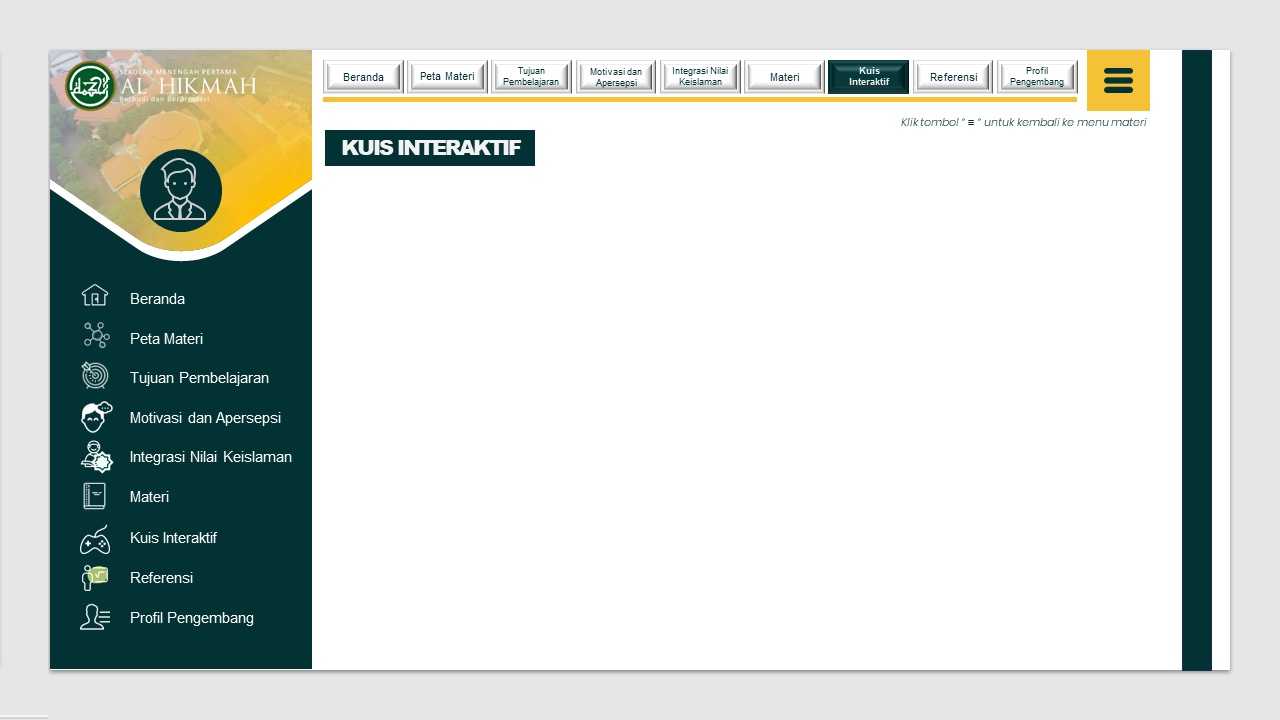 SEKOLAH MENENGAH PERTAMA
AL HIKMAH
Berbudi dan Berprestasi
Beranda
Peta Materi
Tujuan
Pembelajaran
Motivasi dan
Apersepsi
Integrasi Nilai
Keislaman
Materi
Kuis
Interaktif
Referensi
Profil
Pengembang
Klik tombol " ≡ " untuk kembali ke menu materi
KUIS INTERAKTIF
Beranda
Peta Materi
Tujuan Pembelajaran
Motivasi dan Apersepsi
Integrasi Nilai Keislaman
Materi
Kuis Interaktif
Referensi
Profil Pengembang